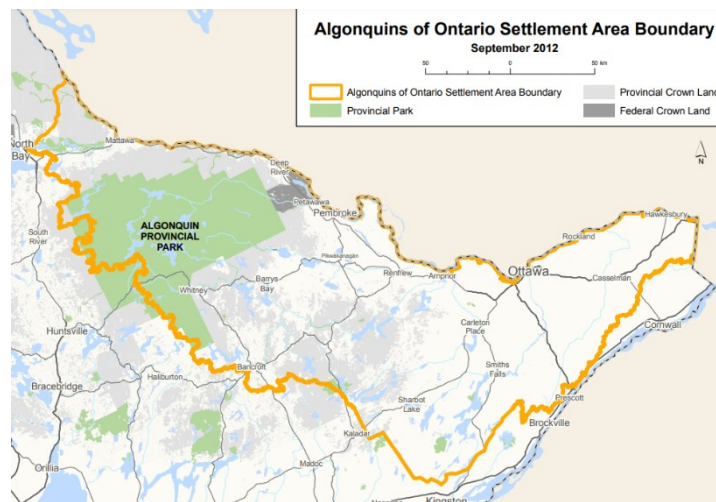 Algonquins of Ontario Settlement Area Boundary
September 2012
50 0 50 km
Algonquins of Ontario Settlement Area Boundary
Provincial Park
Provincial Crown Land
Federal Crown Land
N
North
Bay
Mattawa
Deep
River
Petawawa
Pembroke
South
River
ALGONQUIN
PROVINCIAL
PARK
Hawkesbury
Rockland
Pikwakanagan
Renfrew
Arnprior
Ottawa
Casselman
Whitney
Barrys
Bay
Carleton
Place
Cornwall
Huntsville
Smiths
Falls
Bancroft
Haliburton
Bracebridge
Prescott
Sharbot
Lake
Brockville
Kaladar
Madoc
Orillia
Kingston